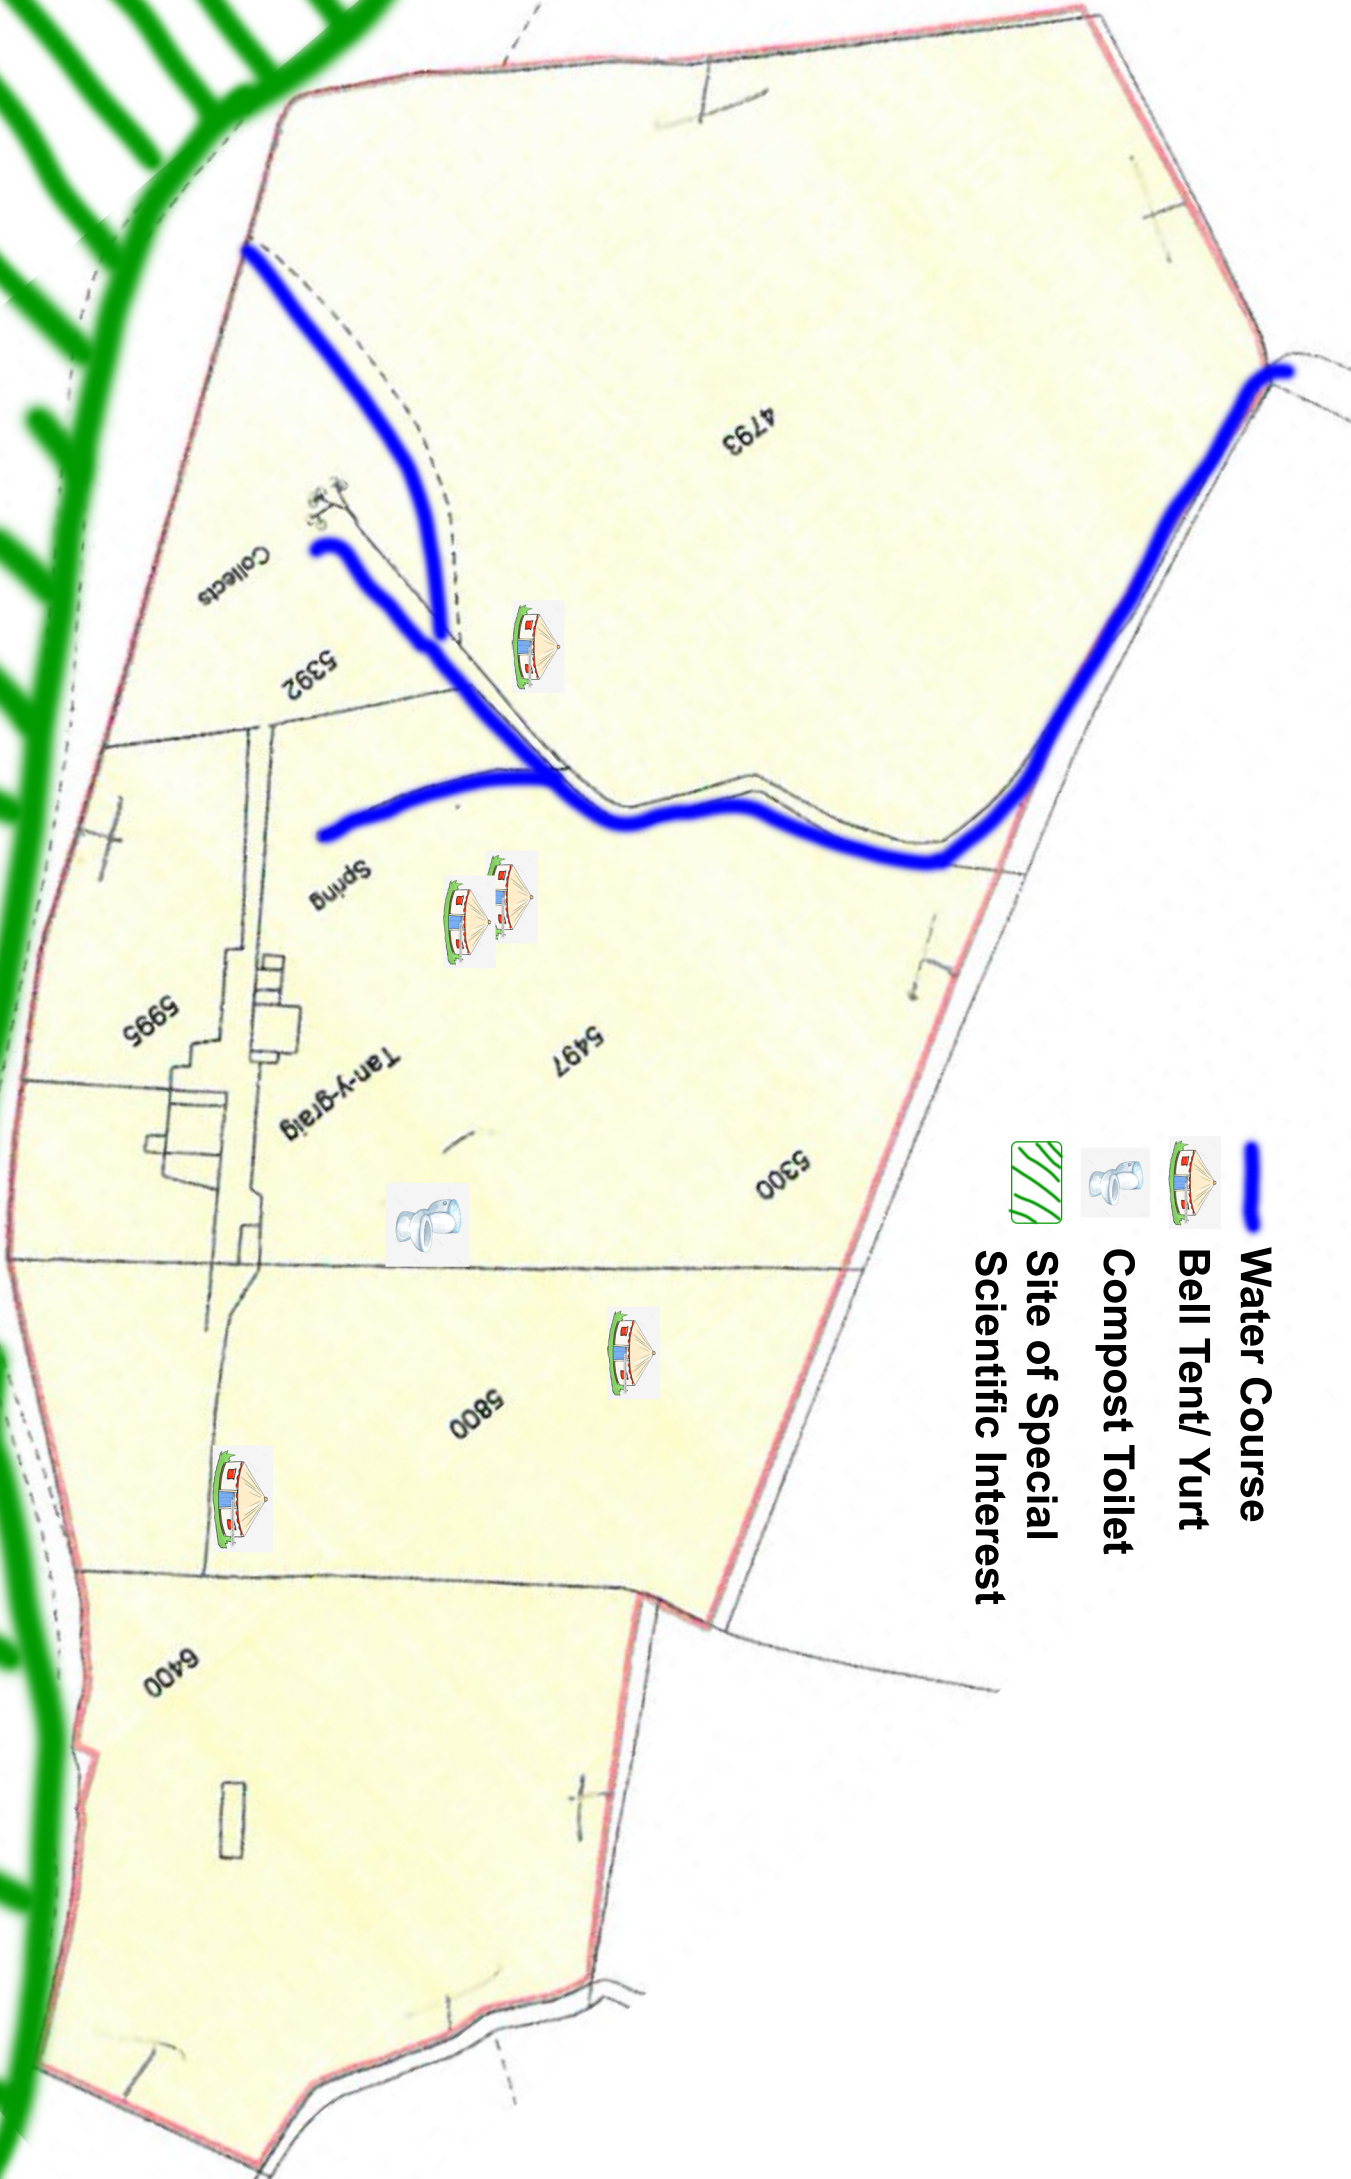 Water Course
Bell Tent/ Yurt
Compost Toilet
Site of Special
Scientific Interest
4793
Collects
5392
Spring
5995
Tan-y-graig
5497
5300
5800
6400